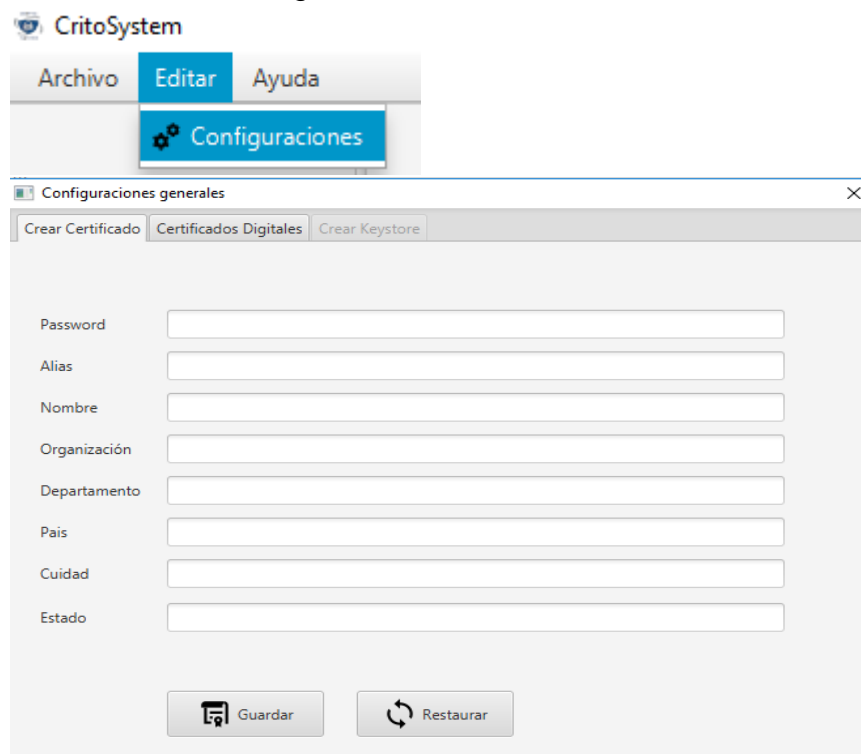 CritoSystem
Archivo Editar Ayuda
Configuraciones
Configuraciones generales
Crear Certificado Certificados Digitales Crear Keystore
Password
Alias
Nombre
Organización
Departamento
Pais
Cuidad
Estado
Guardar Restaurar